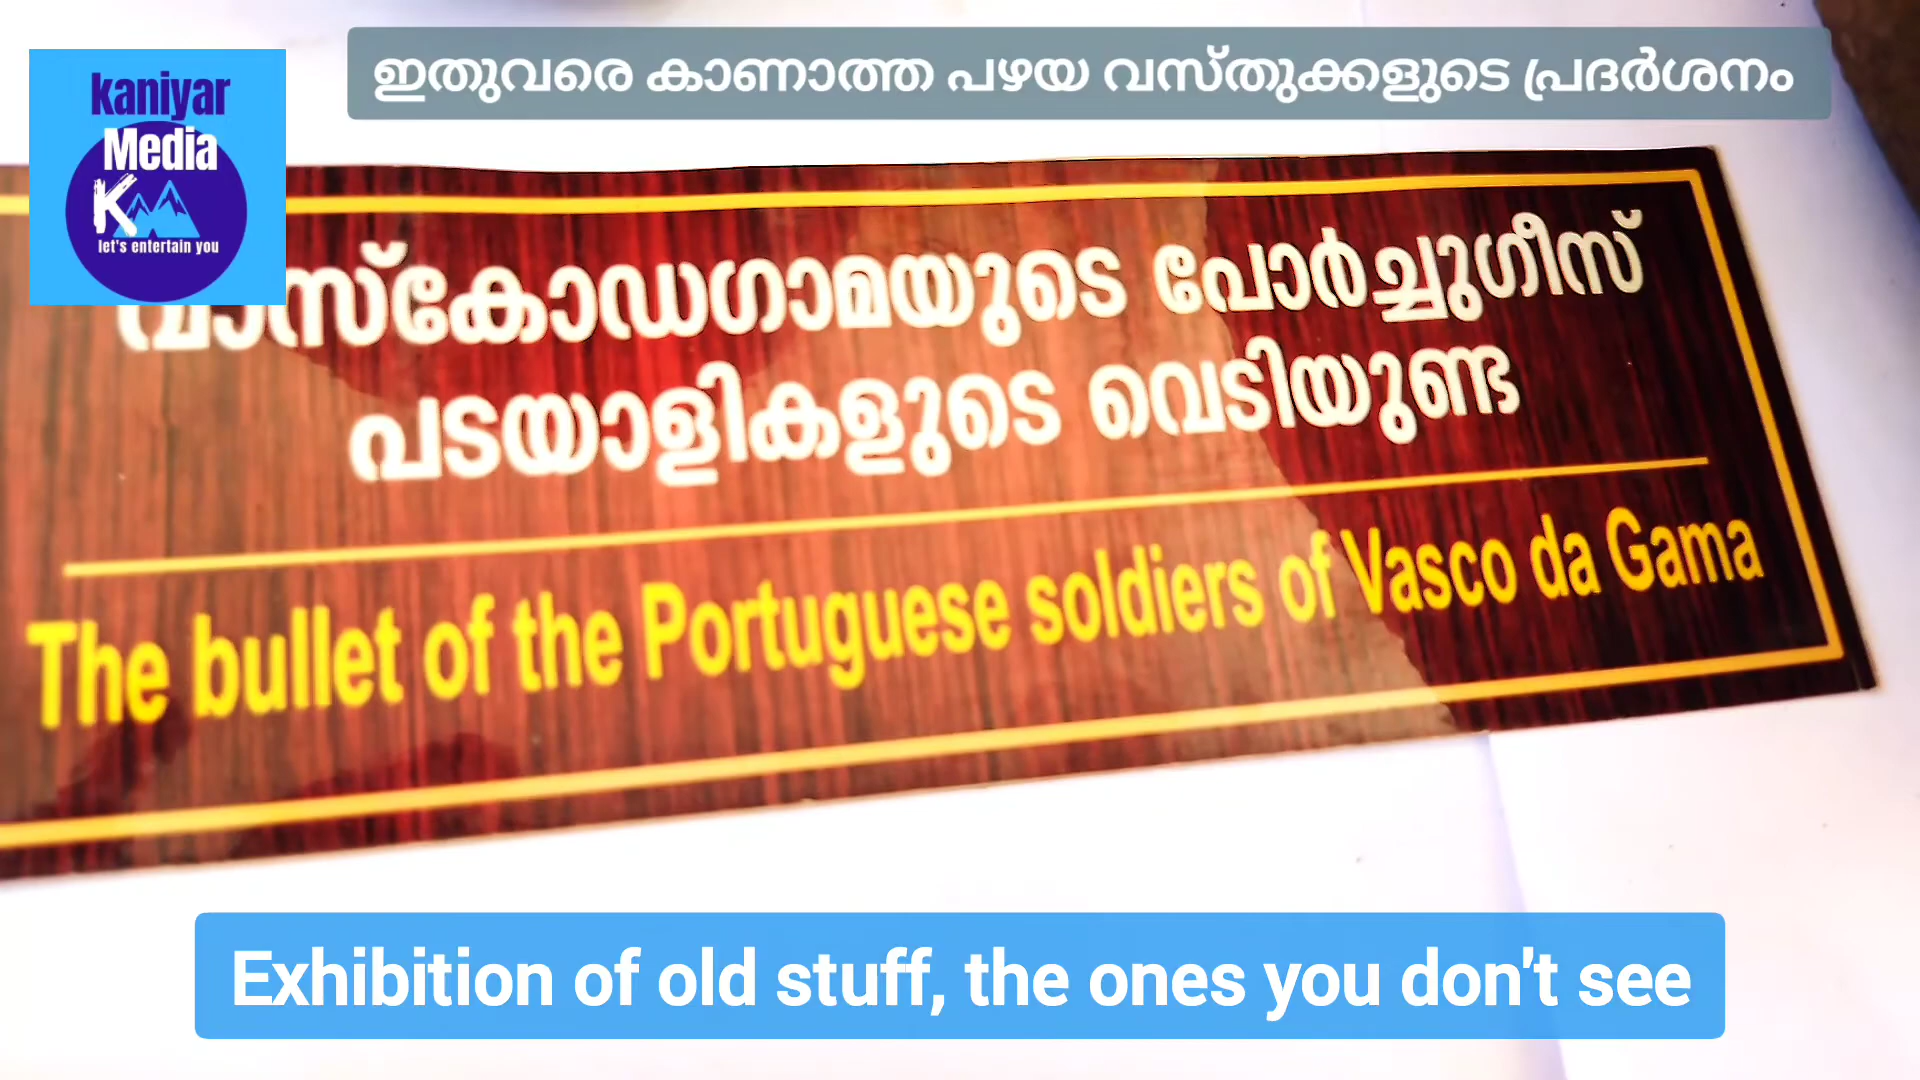 ഇതുവരെ കാണാത്ത പഴയ വസ്തുക്കളുടെ പ്രദർശനം
kaniyar
Media
K
let's entertain you
വാസ്കോഡഗാമയുടെ പോർച്ചുഗീസ്
പടയാളികളുടെ വെടിയുണ്ട
The bullet of the Portuguese soldiers of Vasco da Gama
Exhibition of old stuff, the ones you don't see